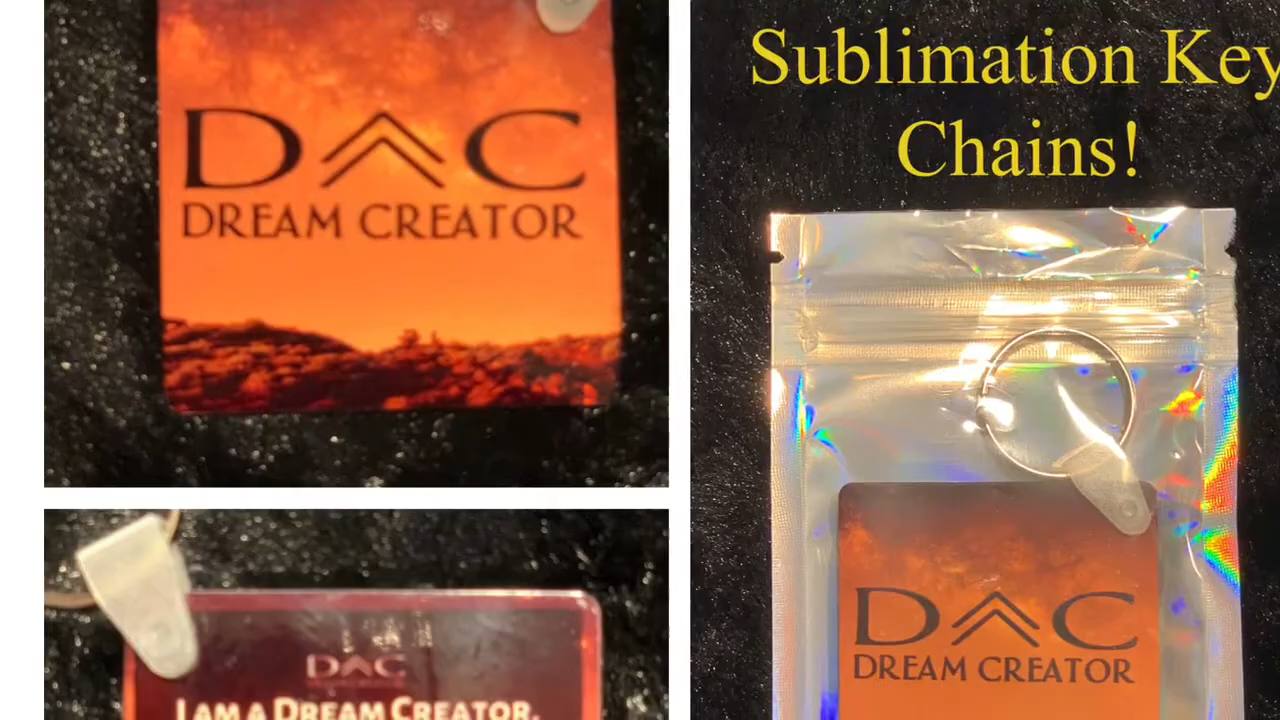 DAC
DREAM CREATOR
DAC
I AM A DREAM CREATOR.
Sublimation Key
Chains!
DAC
DREAM CREATOR